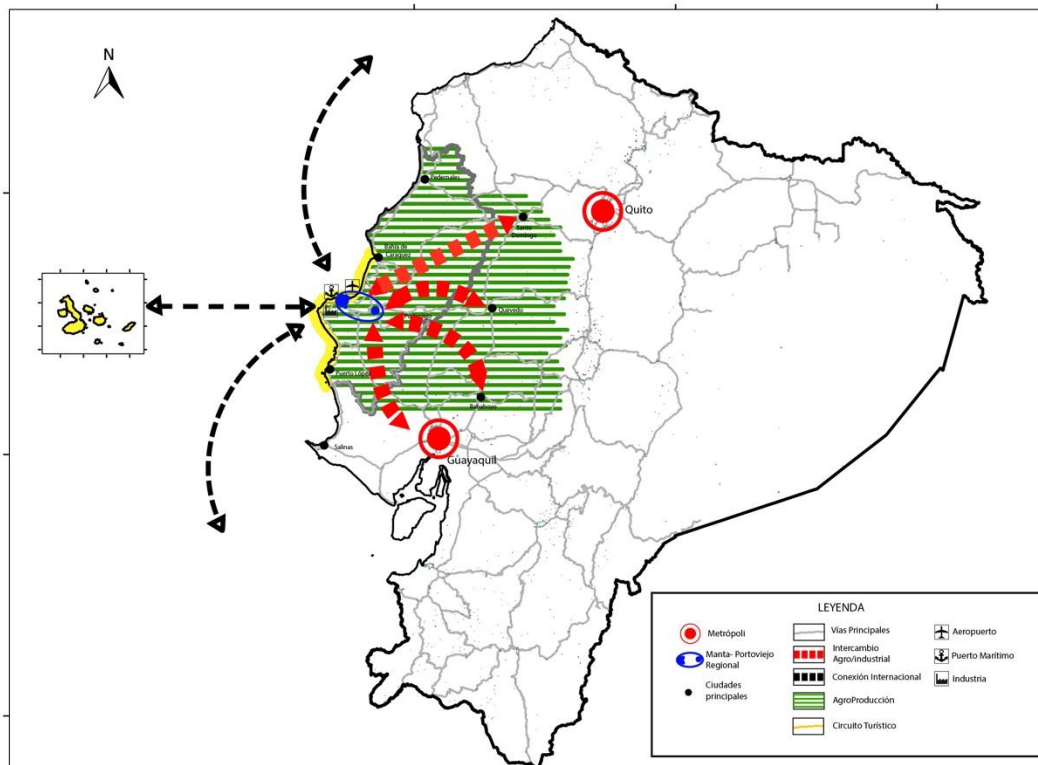 N
Pedernales
Quito
Santo
Domingo
Bahía de
Caráquez
Quevedo
Puerto López
Babahoyo
Salinas
Guayaquil
LEYENDA
Metrópoli
Manta- Portoviejo
Regional
Ciudades
principales
Vías Principales
Intercambio
Agro/industrial
Conexión Internacional
AgroProducción
Circuito Turístico
Aeropuerto
Puerto Marítimo
Industria